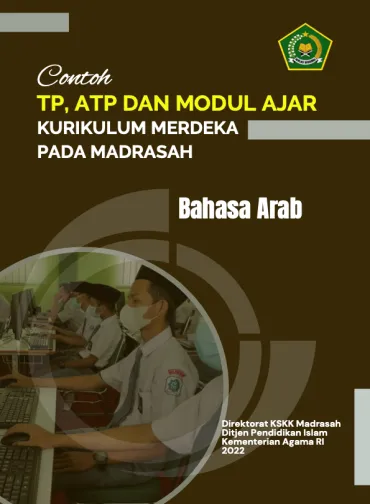 Contoh
TP, ATP DAN MODUL AJAR
KURIKULUM MERDEKA
PADA MADRASAH
Bahasa Arab
Direktorat KSKK Madrasah
Ditjen Pendidikan Islam
Kementerian Agama RI
2022